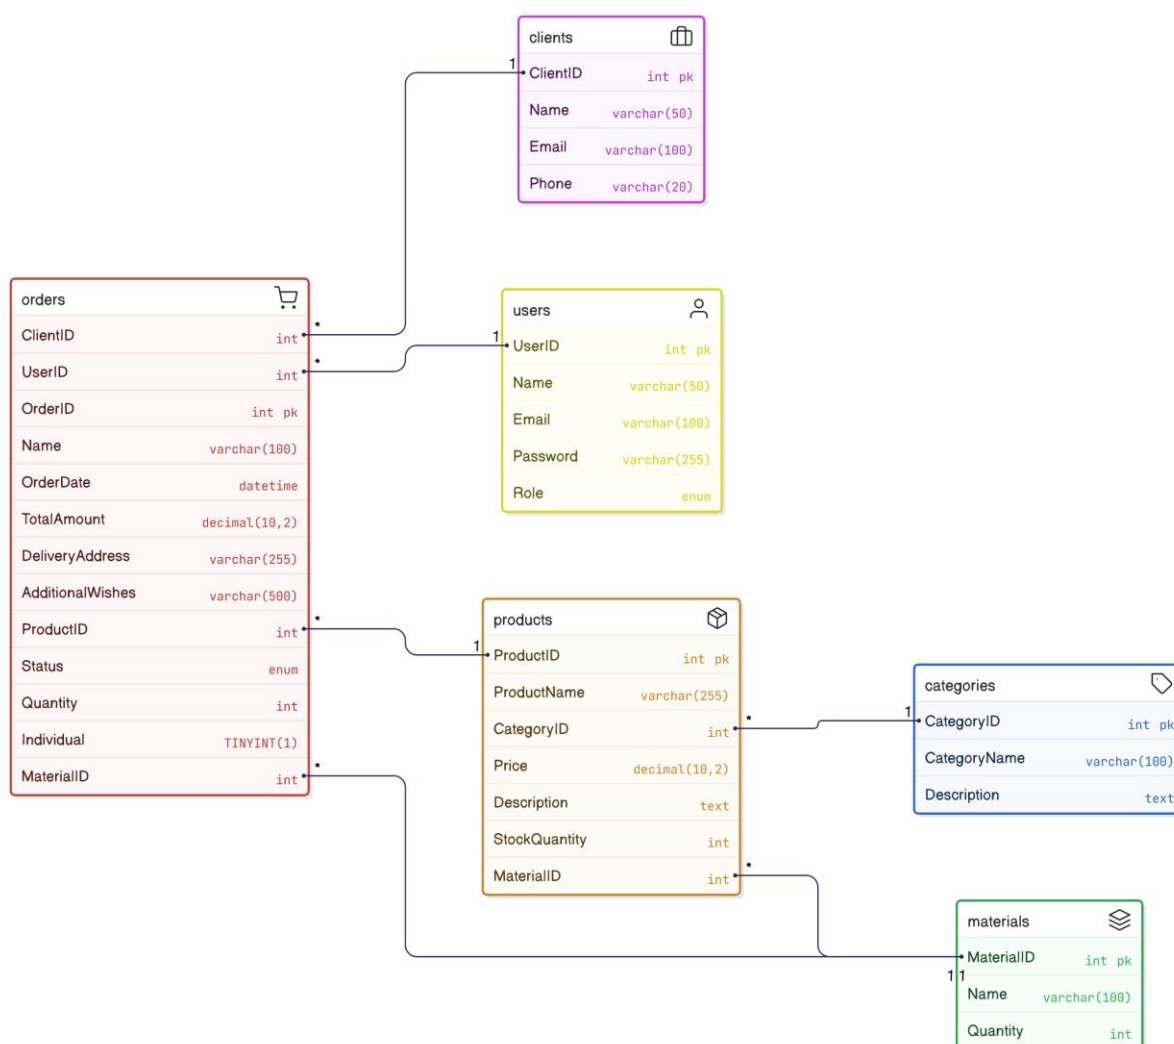 clients
ClientID int pk
Name varchar(50)
Email varchar(100)
Phone varchar(20)
1
orders
ClientID int
UserID int
OrderID int pk
Name varchar(100)
OrderDate datetime
TotalAmount decimal(10,2)
DeliveryAddress varchar(255)
AdditionalWishes varchar(500)
ProductID int
Status enum
Quantity int
Individual TINYINT(1)
MaterialID int
*
*
*
*
users
UserID int pk
Name varchar(50)
Email varchar(100)
Password varchar(255)
Role enum
1
products
ProductID int pk
ProductName varchar(255)
CategoryID int
Price decimal(10,2)
Description text
StockQuantity int
MaterialID int
1
*
*
categories
CategoryID int pk
CategoryName varchar(100)
Description text
1
materials
MaterialID int pk
Name varchar(100)
Quantity int
1 1